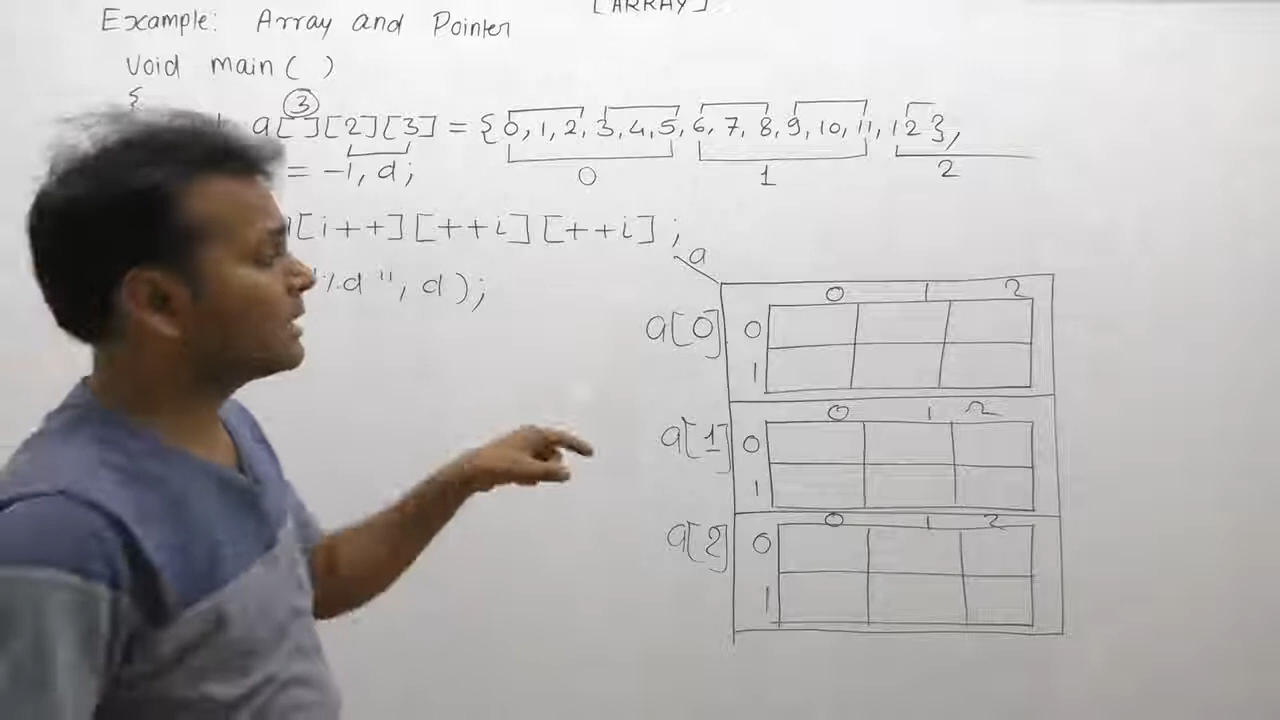 [ARRAY]
Example: Array and Pointer
void main( )
{
3
a[ ][2][3] = {0, 1, 2, 3, 4, 5, 6, 7, 8, 9, 10, 11, 12},
= -1, d;
0 1 2
[i++][++i][++i];
"%d", d);
a
0 1 2
a[0] 0
1
0 1 2
a[1] 0
1
0 1 2
a[2] 0
1